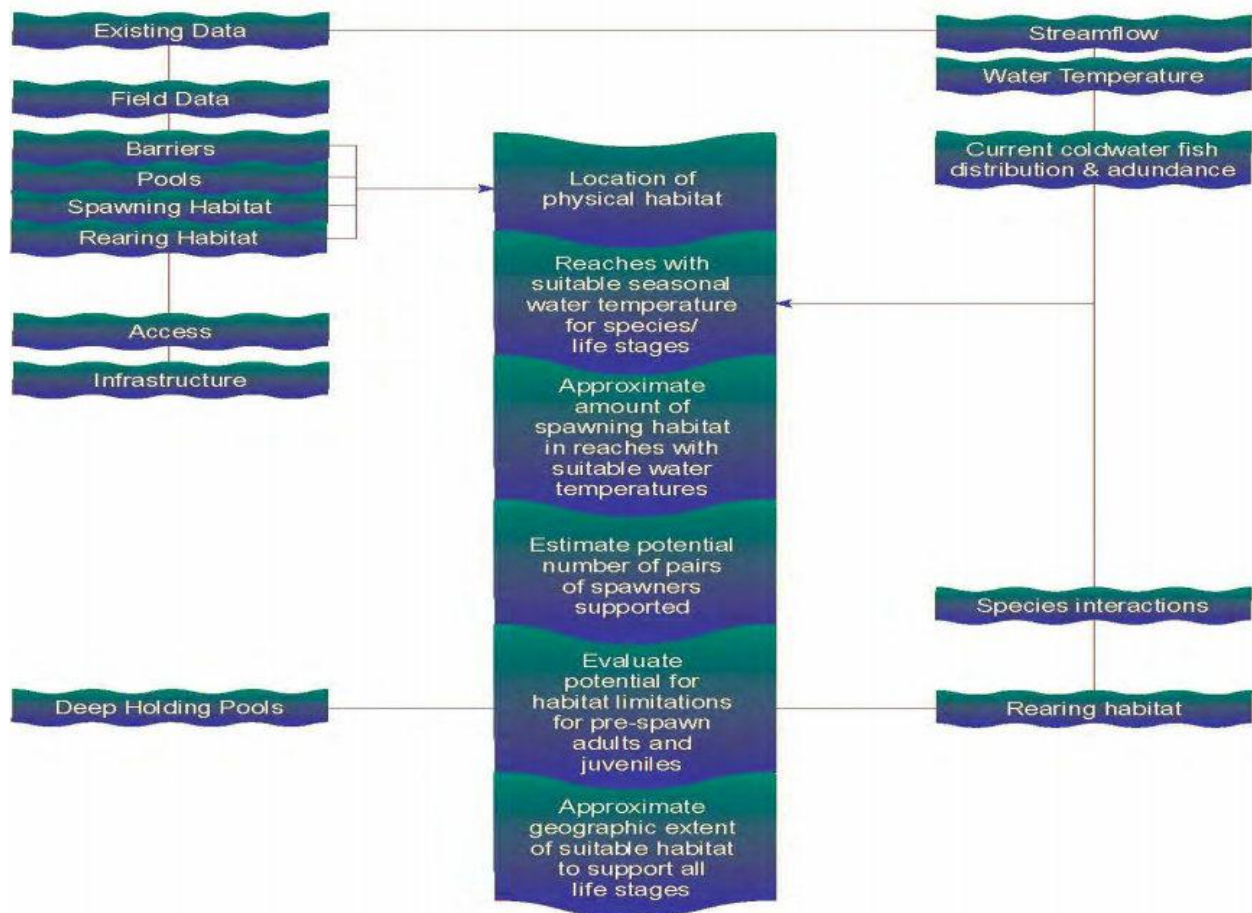 Existing Data
Field Data
Barriers
Pools
Spawning Habitat
Rearing Habitat
Access
Infrastructure
Deep Holding Pools
Location of
physical habitat
Reaches with
suitable seasonal
water temperature
for species/
life stages
Approximate
amount of
spawning habitat
in reaches with
suitable water
temperatures
Estimate potential
number of pairs
of spawners
supported
Evaluate
potential for
habitat limitations
for pre-spawn
adults and
juveniles
Approximate
geographic extent
of suitable habitat
to support all
life stages
Streamflow
Water Temperature
Current coldwater fish
distribution & adundance
Species interactions
Rearing habitat